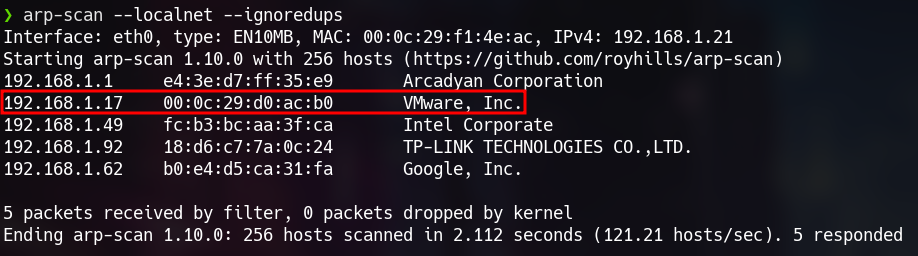 ❯ arp-scan --localnet --ignoredups
Interface: eth0, type: EN10MB, MAC: 00:0c:29:f1:4e:ac, IPv4: 192.168.1.21
Starting arp-scan 1.10.0 with 256 hosts (https://github.com/royhills/arp-scan)
192.168.1.1     e4:3e:d7:ff:35:e9       Arcadyan Corporation
192.168.1.17    00:0c:29:d0:ac:b0       VMware, Inc.
192.168.1.49    fc:b3:bc:aa:3f:ca       Intel Corporate
192.168.1.92    18:d6:c7:7a:0c:24       TP-LINK TECHNOLOGIES CO.,LTD.
192.168.1.62    b0:e4:d5:ca:31:fa       Google, Inc.
5 packets received by filter, 0 packets dropped by kernel
Ending arp-scan 1.10.0: 256 hosts scanned in 2.112 seconds (121.21 hosts/sec). 5 responded